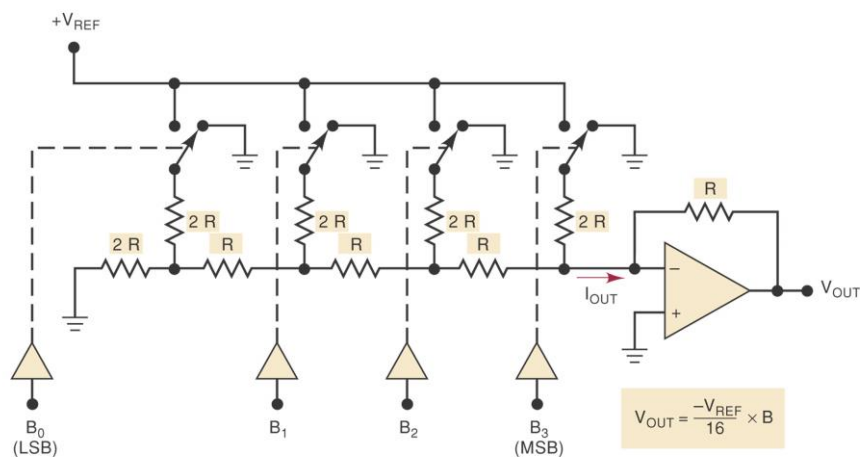 +V_REF
2 R
2 R
2 R
2 R
R
2 R
R
R
R
I_OUT
−
+
V_OUT
B_0
(LSB)
B_1
B_2
B_3
(MSB)
V_OUT = −V_REF / 16 × B